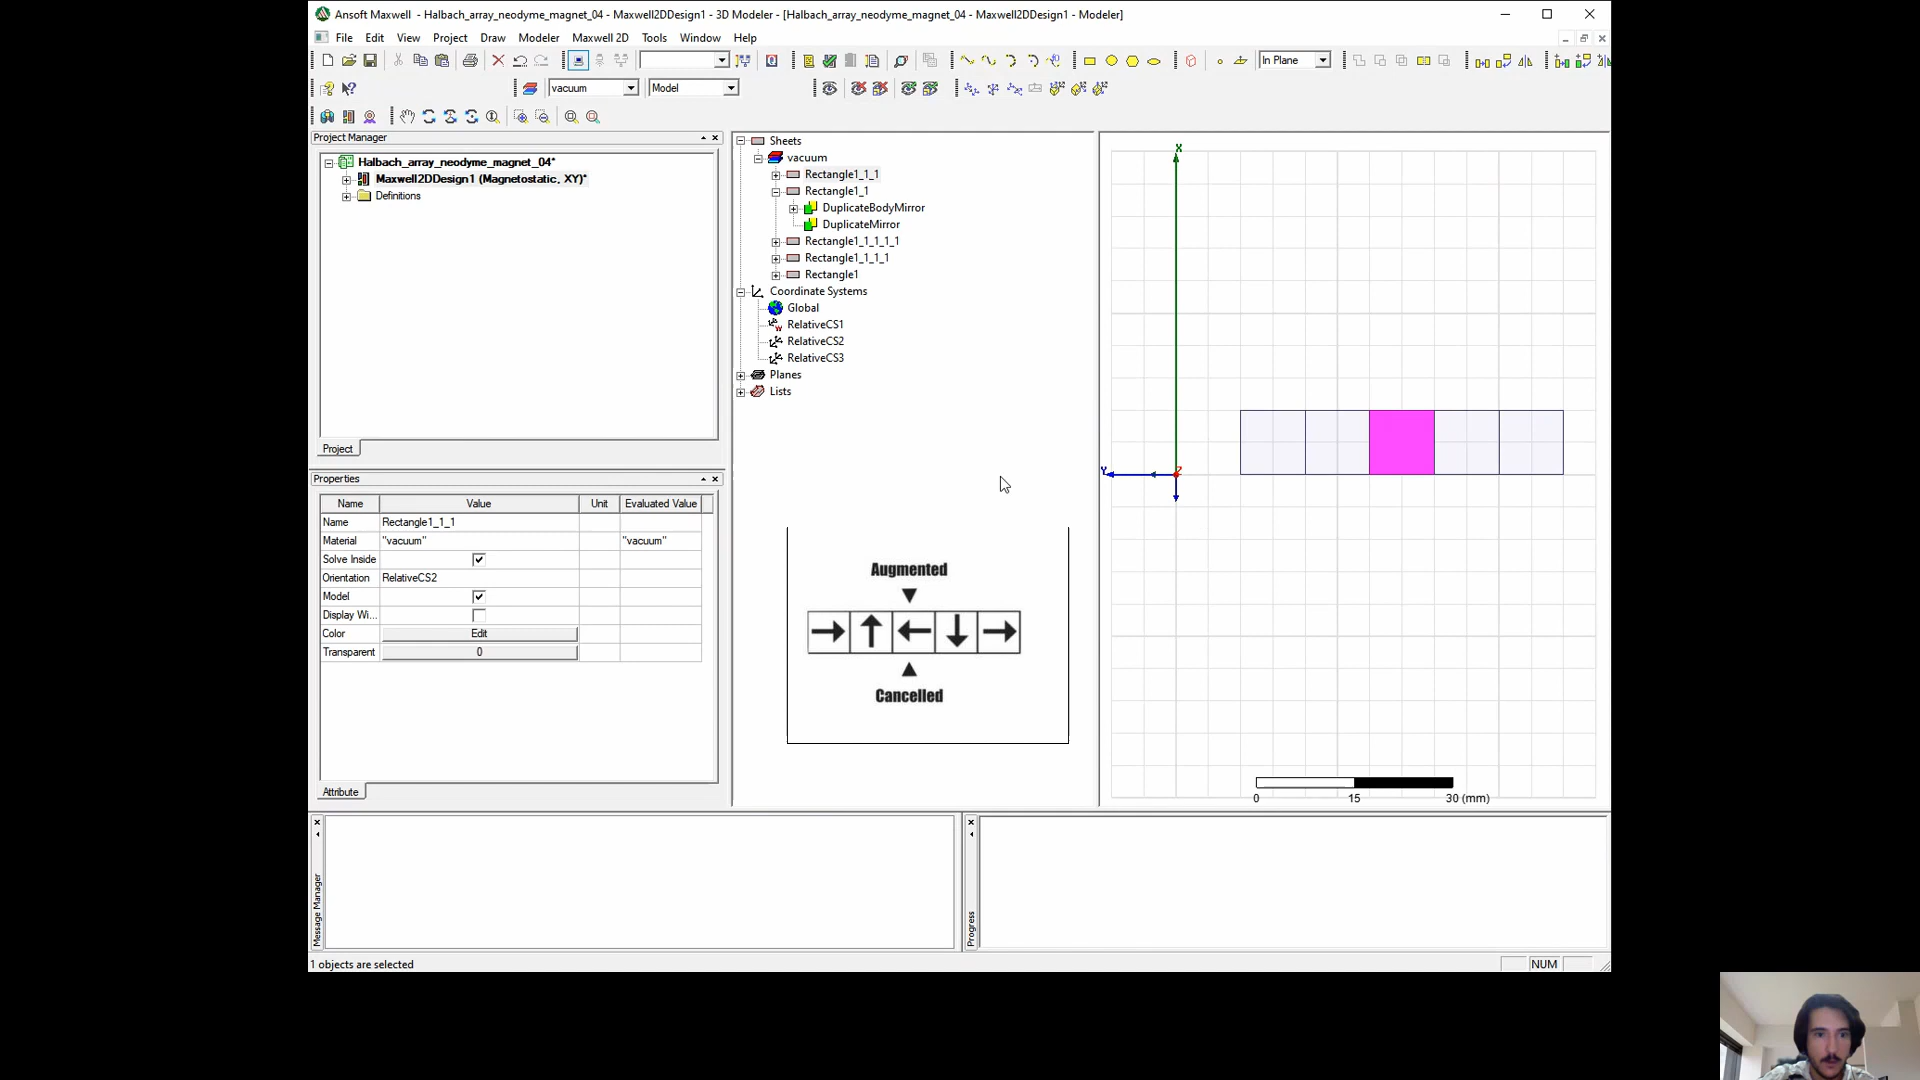 Ansoft Maxwell - Halbach_array_neodyme_magnet_04 - Maxwell2DDesign1 - 3D Modeler - [Halbach_array_neodyme_magnet_04 - Maxwell2DDesign1 - Modeler]
File Edit View Project Draw Modeler Maxwell 2D Tools Window Help
In Plane
vacuum Model
Project Manager
Halbach_array_neodyme_magnet_04*
Maxwell2DDesign1 (Magnetostatic, XY)*
Definitions
Project
Properties
Name Value Unit Evaluated Value
Name Rectangle1_1_1
Material "vacuum" "vacuum"
Solve Inside
Orientation RelativeCS2
Model
Display Wi...
Color Edit
Transparent 0
Attribute
Sheets
vacuum
Rectangle1_1_1
Rectangle1_1
DuplicateBodyMirror
DuplicateMirror
Rectangle1_1_1_1_1
Rectangle1_1_1_1
Rectangle1
Coordinate Systems
Global
RelativeCS1
RelativeCS2
RelativeCS3
Planes
Lists
Augmented
Cancelled
X
Y
Z
0 15 30 (mm)
Message Manager
Progress
1 objects are selected
NUM